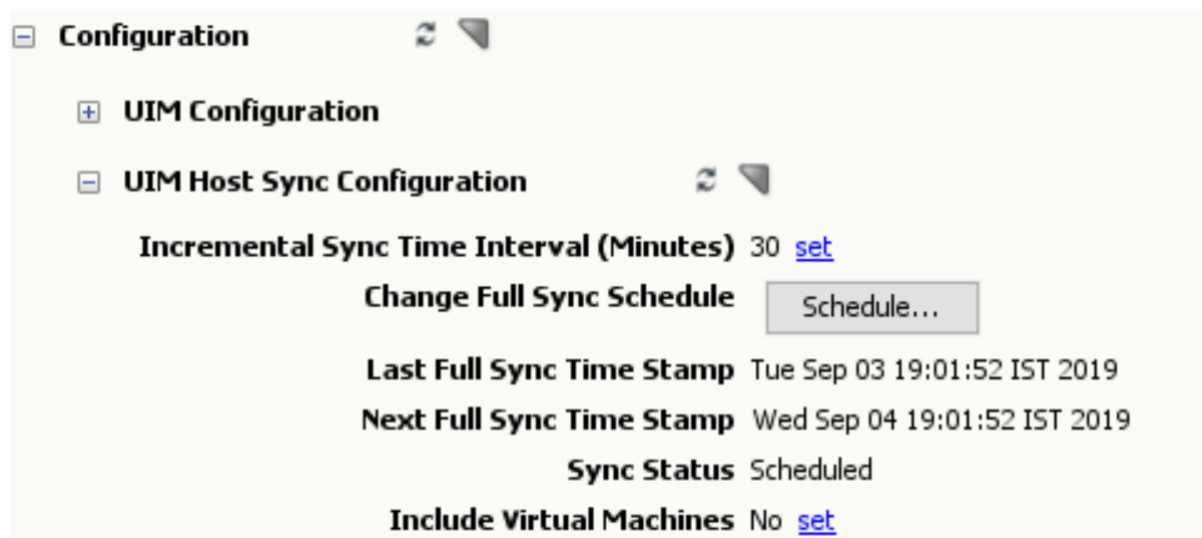 Configuration
UIM Configuration
UIM Host Sync Configuration
Incremental Sync Time Interval (Minutes) 30 set
Change Full Sync Schedule Schedule...
Last Full Sync Time Stamp Tue Sep 03 19:01:52 IST 2019
Next Full Sync Time Stamp Wed Sep 04 19:01:52 IST 2019
Sync Status Scheduled
Include Virtual Machines No set